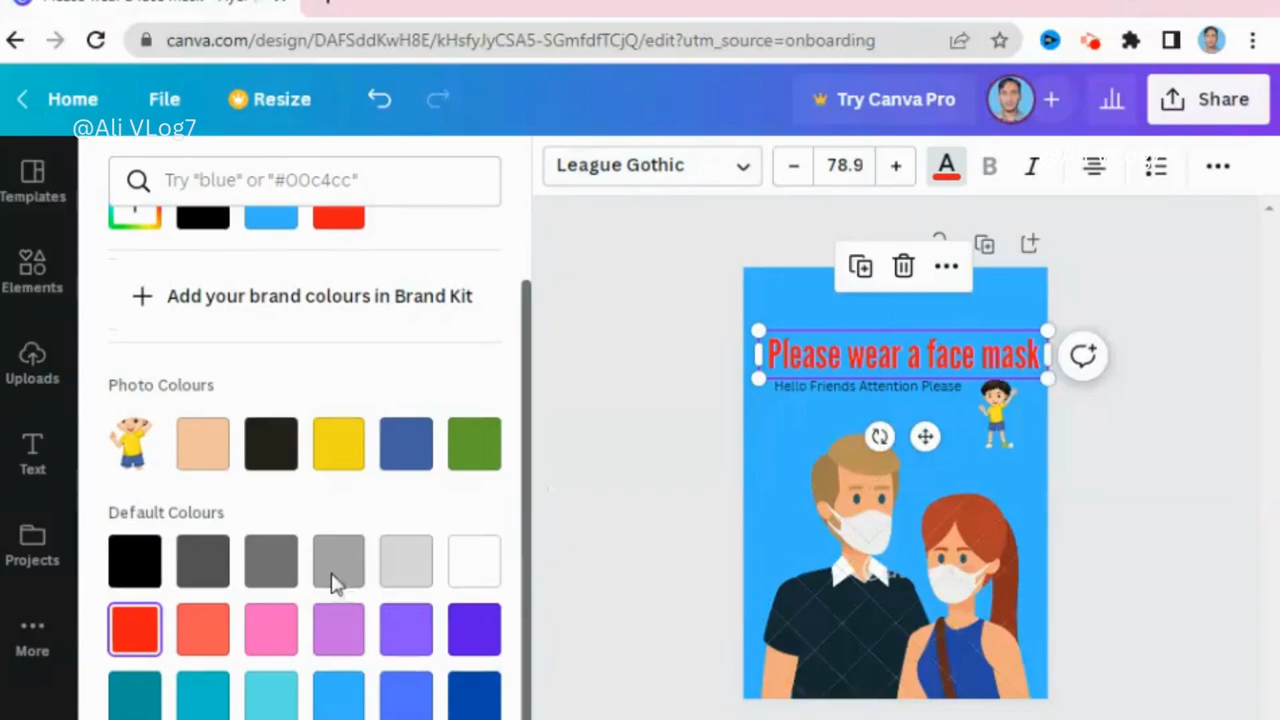 canva.com/design/DAFSddKwH8E/kHsfyJyCSA5-SGmfdfTCjQ/edit?utm_source=onboarding
Home File Resize Try Canva Pro Share
@Ali VLog7
Templates
Elements
Uploads
Text
Projects
More
Try "blue" or "#00c4cc"
Add your brand colours in Brand Kit
Photo Colours
Default Colours
League Gothic 78.9 A B I
Please wear a face mask
Hello Friends Attention Please